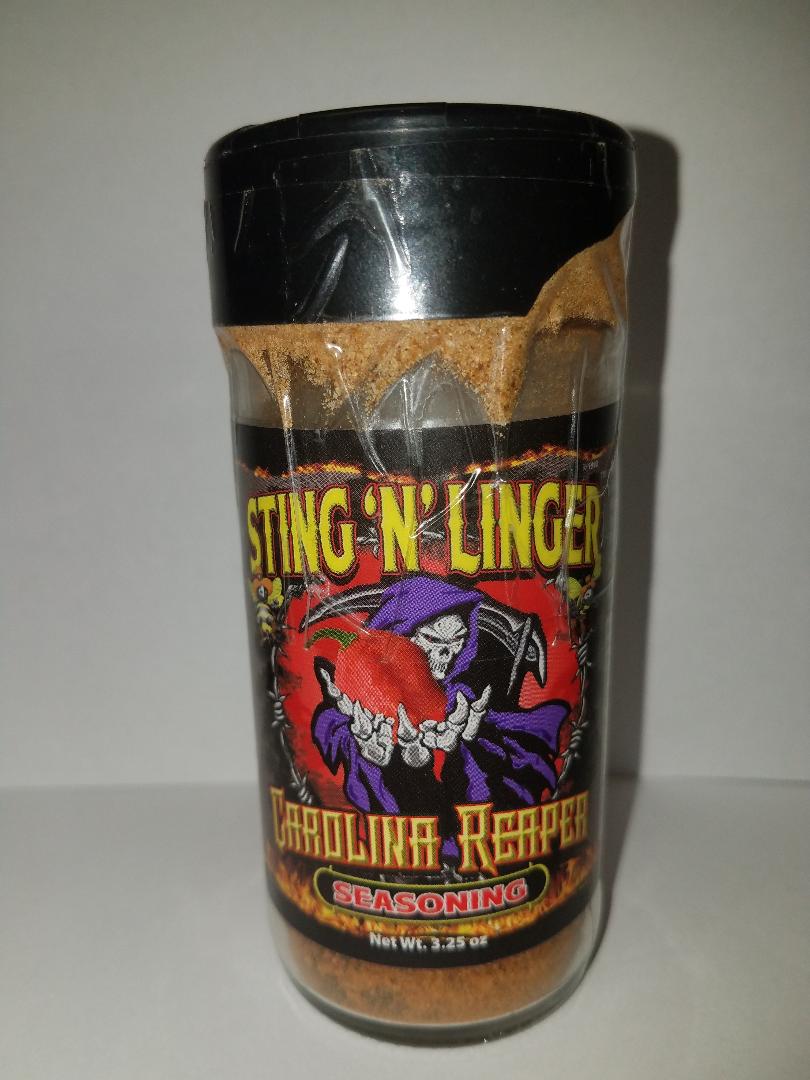 STING 'N' LINGER
CAROLINA REAPER
SEASONING
Net Wt. 3.25 oz